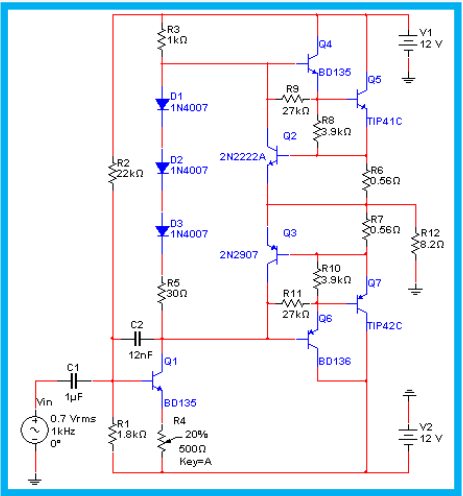 R3
1kΩ
Q4
V1
12 V
BD135
Q5
R9
27kΩ
D1
1N4007
R8
3.9kΩ
TIP41C
Q2
R2
22kΩ
D2
1N4007
2N2222A
R6
0.56Ω
D3
1N4007
Q3
R7
0.56Ω
R12
8.2Ω
2N2907
R5
30Ω
R10
3.9kΩ
R11
27kΩ
Q7
C2
12nF
Q6
TIP42C
Q1
BD136
C1
1µF
BD135
Vin
0.7 Vrms
1kHz
0°
R1
1.8kΩ
R4
20%
500Ω
Key=A
V2
12 V